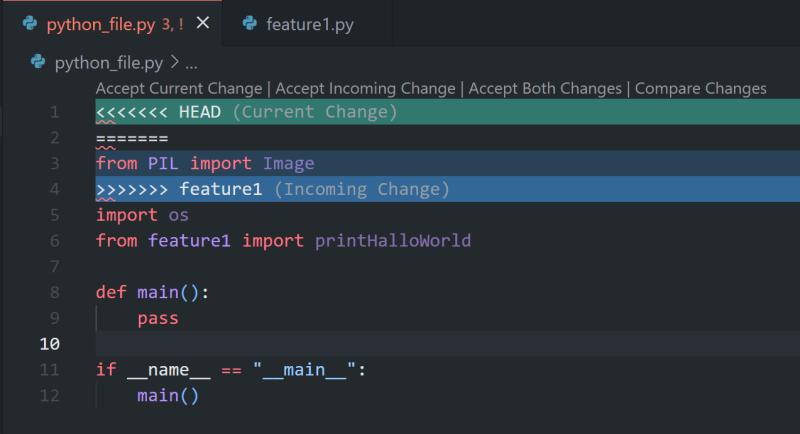 python_file.py 3, ! × feature1.py
python_file.py > ...
Accept Current Change | Accept Incoming Change | Accept Both Changes | Compare Changes
1 <<<<<<< HEAD (Current Change)
2 =======
3 from PIL import Image
4 >>>>>>> feature1 (Incoming Change)
5 import os
6 from feature1 import printHalloWorld
7
8 def main():
9     pass
10
11 if __name__ == "__main__":
12     main()